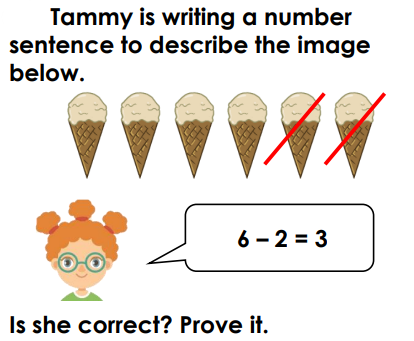 Tammy is writing a number
sentence to describe the image
below.
6 – 2 = 3
Is she correct? Prove it.